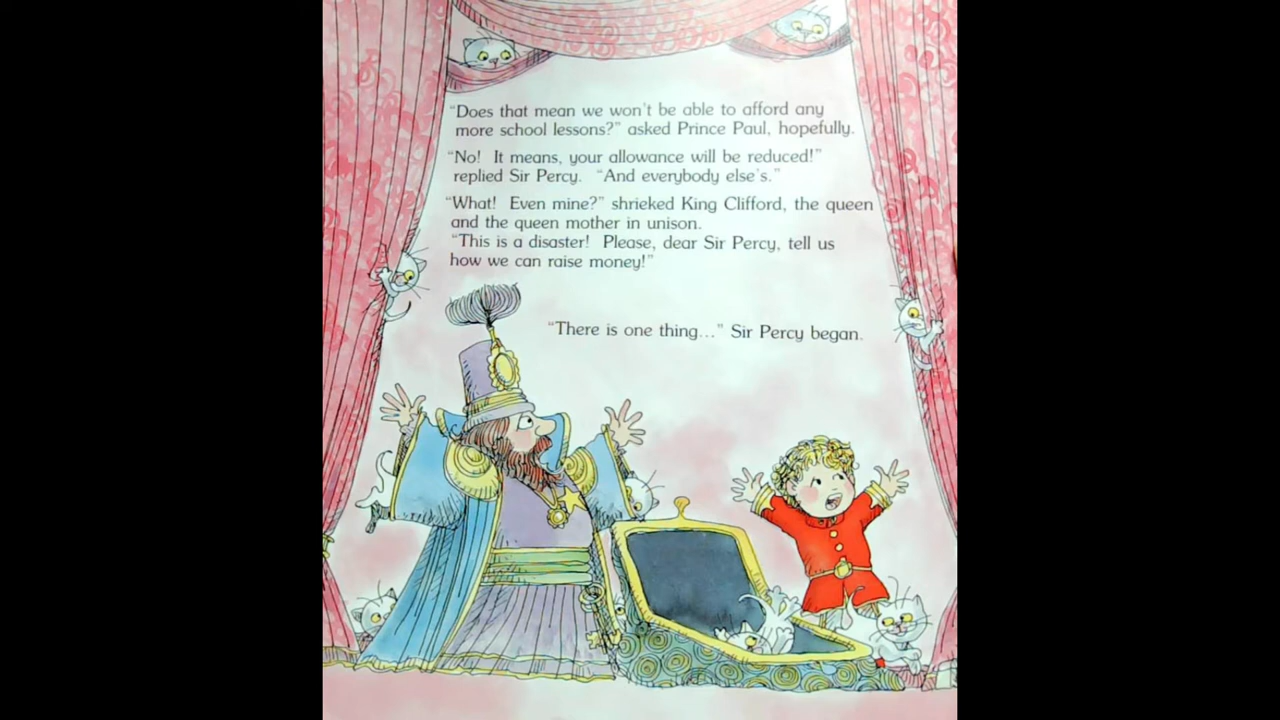 "Does that mean we won't be able to afford any
more school lessons?" asked Prince Paul, hopefully.
"No! It means, your allowance will be reduced!"
replied Sir Percy. "And everybody else's."
"What! Even mine?" shrieked King Clifford, the queen
and the queen mother in unison.
"This is a disaster! Please, dear Sir Percy, tell us
how we can raise money!"
"There is one thing..." Sir Percy began.